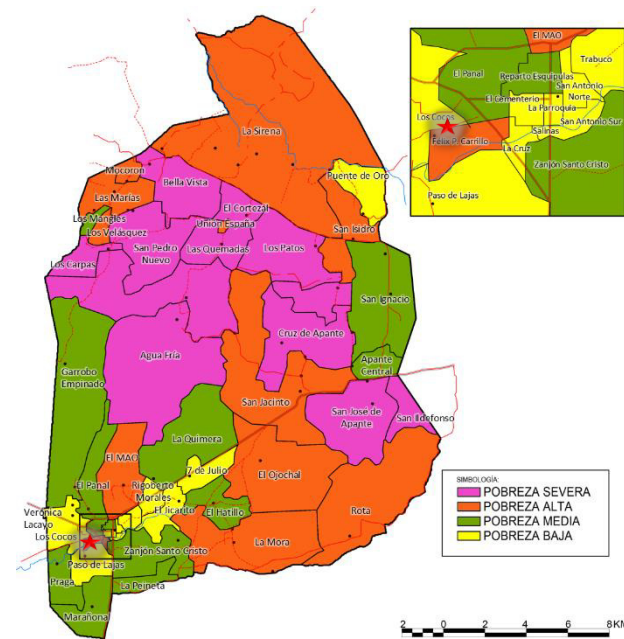 El MAO
Trabuco
El Panal
Reparto Esquipulas
San Antonio
Norte
El Cementerio
La Parroquia
Los Cocos
San Antonio Sur
Salinas
Felix P. Carrillo
La Cruz
Zanjón Santo Cristo
Paso de Lajas
La Sirena
Mocorón
Puente de Oro
Bella Vista
Las Marías
El Cortezal
Los Mangles
Unión España
Los Velásquez
San Isidro
San Pedro
Nuevo
Las Quemadas
Los Patos
Los Carpas
San Ignacio
Cruz de Apante
Agua Fría
Garrobo
Empinado
Apante
Central
San Jacinto
San José de
Apante
San Ildefonso
La Quimera
El MAO
7 de Julio
El Ojochal
El Panal
Rigoberto
Morales
Verónica
Lacayo
El Jicarito
El Hatillo
Rota
Los Cocos
Zanjón Santo Cristo
La Mora
Paso de Lajas
Praga
La Peineta
Marañonal
SIMBOLOGÍA:
POBREZA SEVERA
POBREZA ALTA
POBREZA MEDIA
POBREZA BAJA
2 0 2 4 6 8 KM